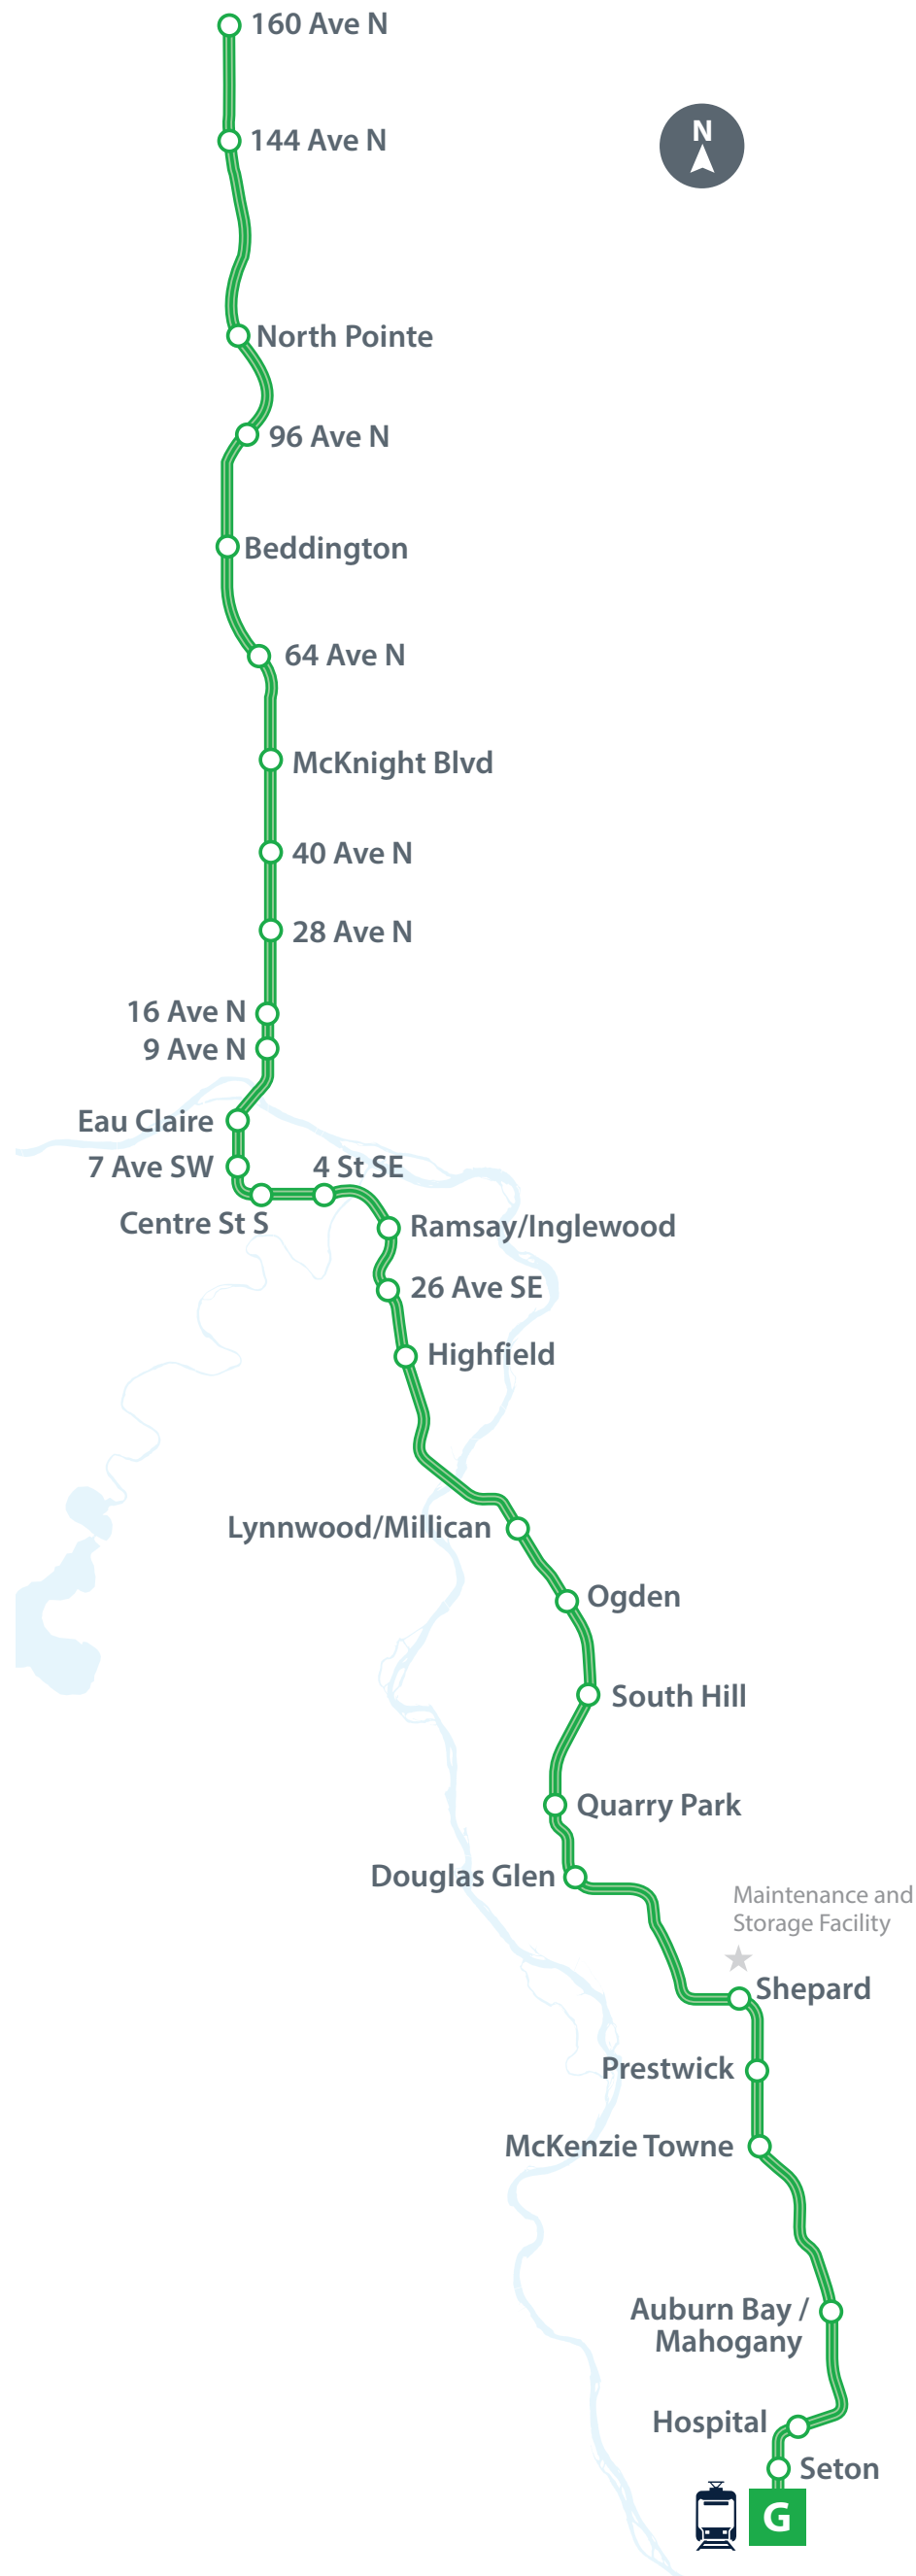 160 Ave N
144 Ave N
N
North Pointe
96 Ave N
Beddington
64 Ave N
McKnight Blvd
40 Ave N
28 Ave N
16 Ave N
9 Ave N
Eau Claire
7 Ave SW
4 St SE
Centre St S
Ramsay/Inglewood
26 Ave SE
Highfield
Lynnwood/Millican
Ogden
South Hill
Quarry Park
Douglas Glen
Maintenance and
Storage Facility
Shepard
Prestwick
McKenzie Towne
Auburn Bay /
Mahogany
Hospital
Seton
G